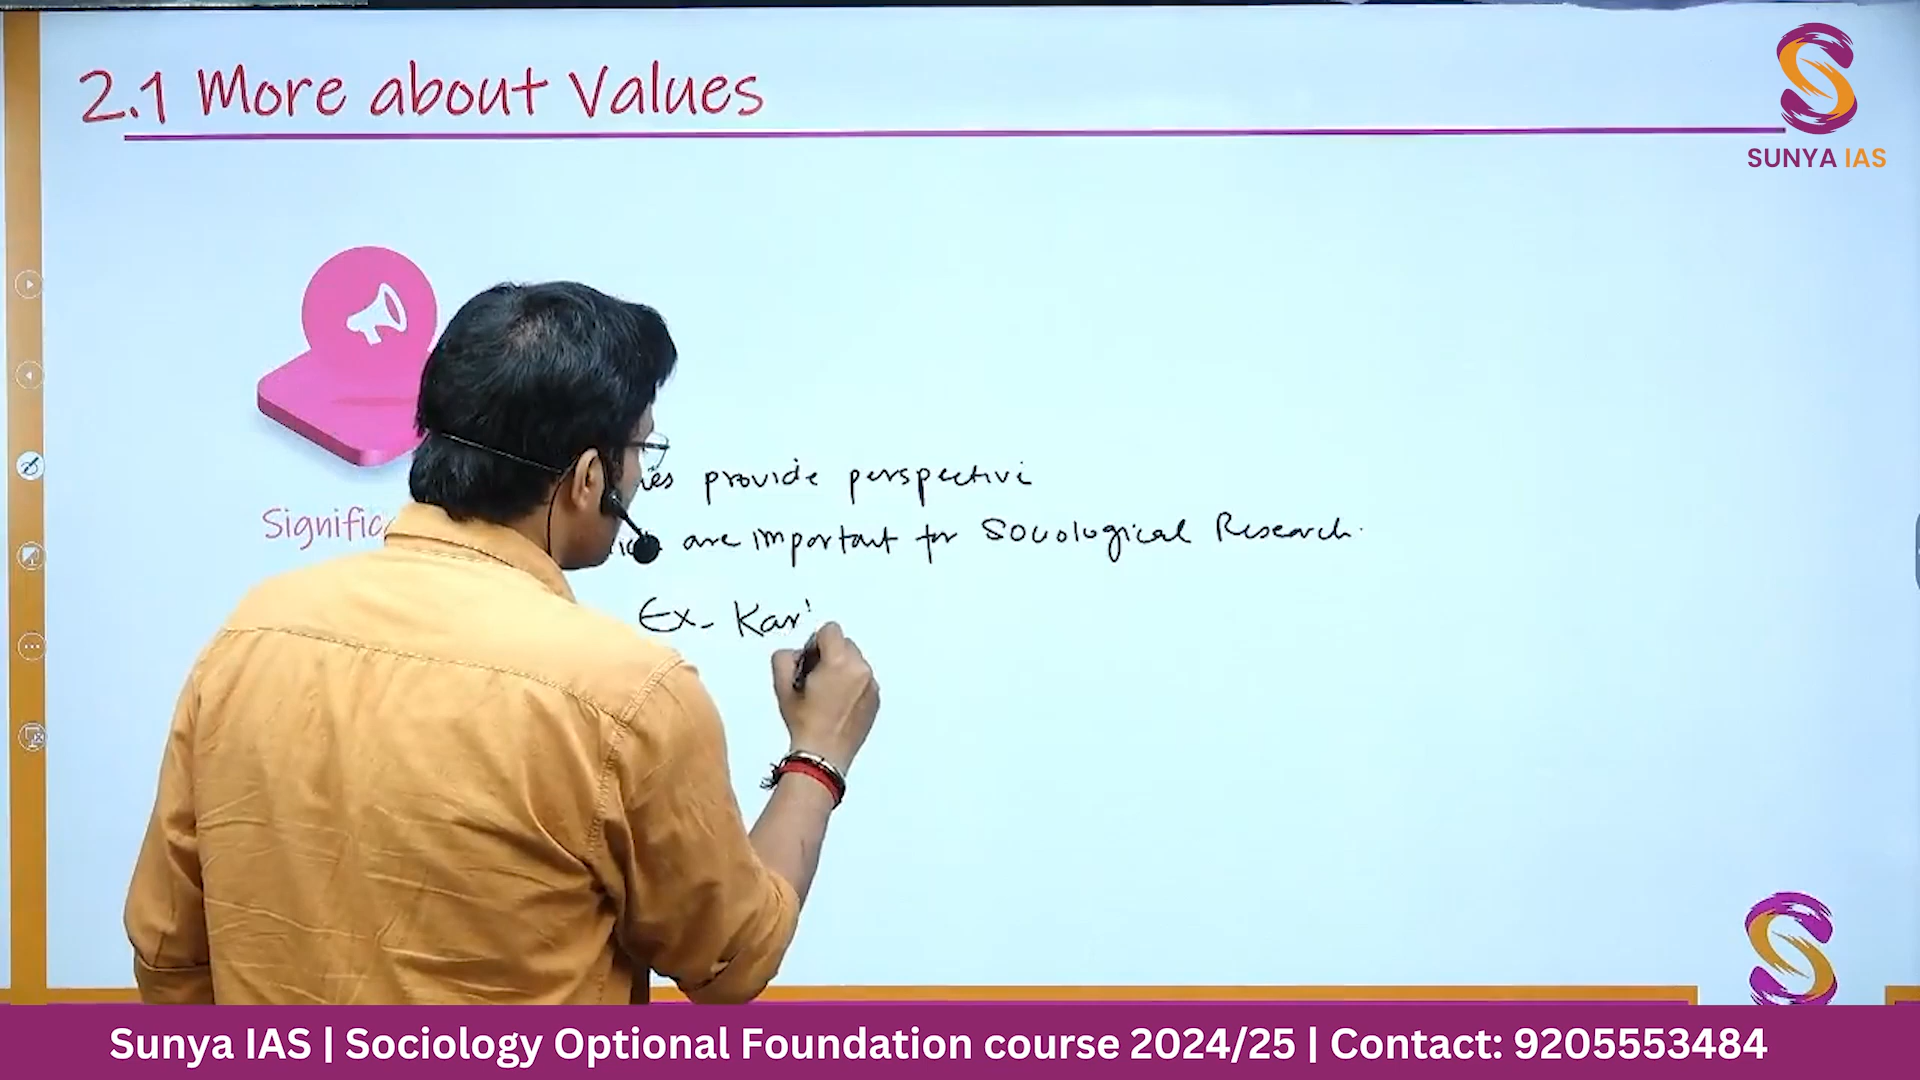 2.1 More about Values
SUNYA IAS
provide perspective
Signific
are important for Sociological Research.
Ex- Kar
Sunya IAS | Sociology Optional Foundation course 2024/25 | Contact: 9205553484